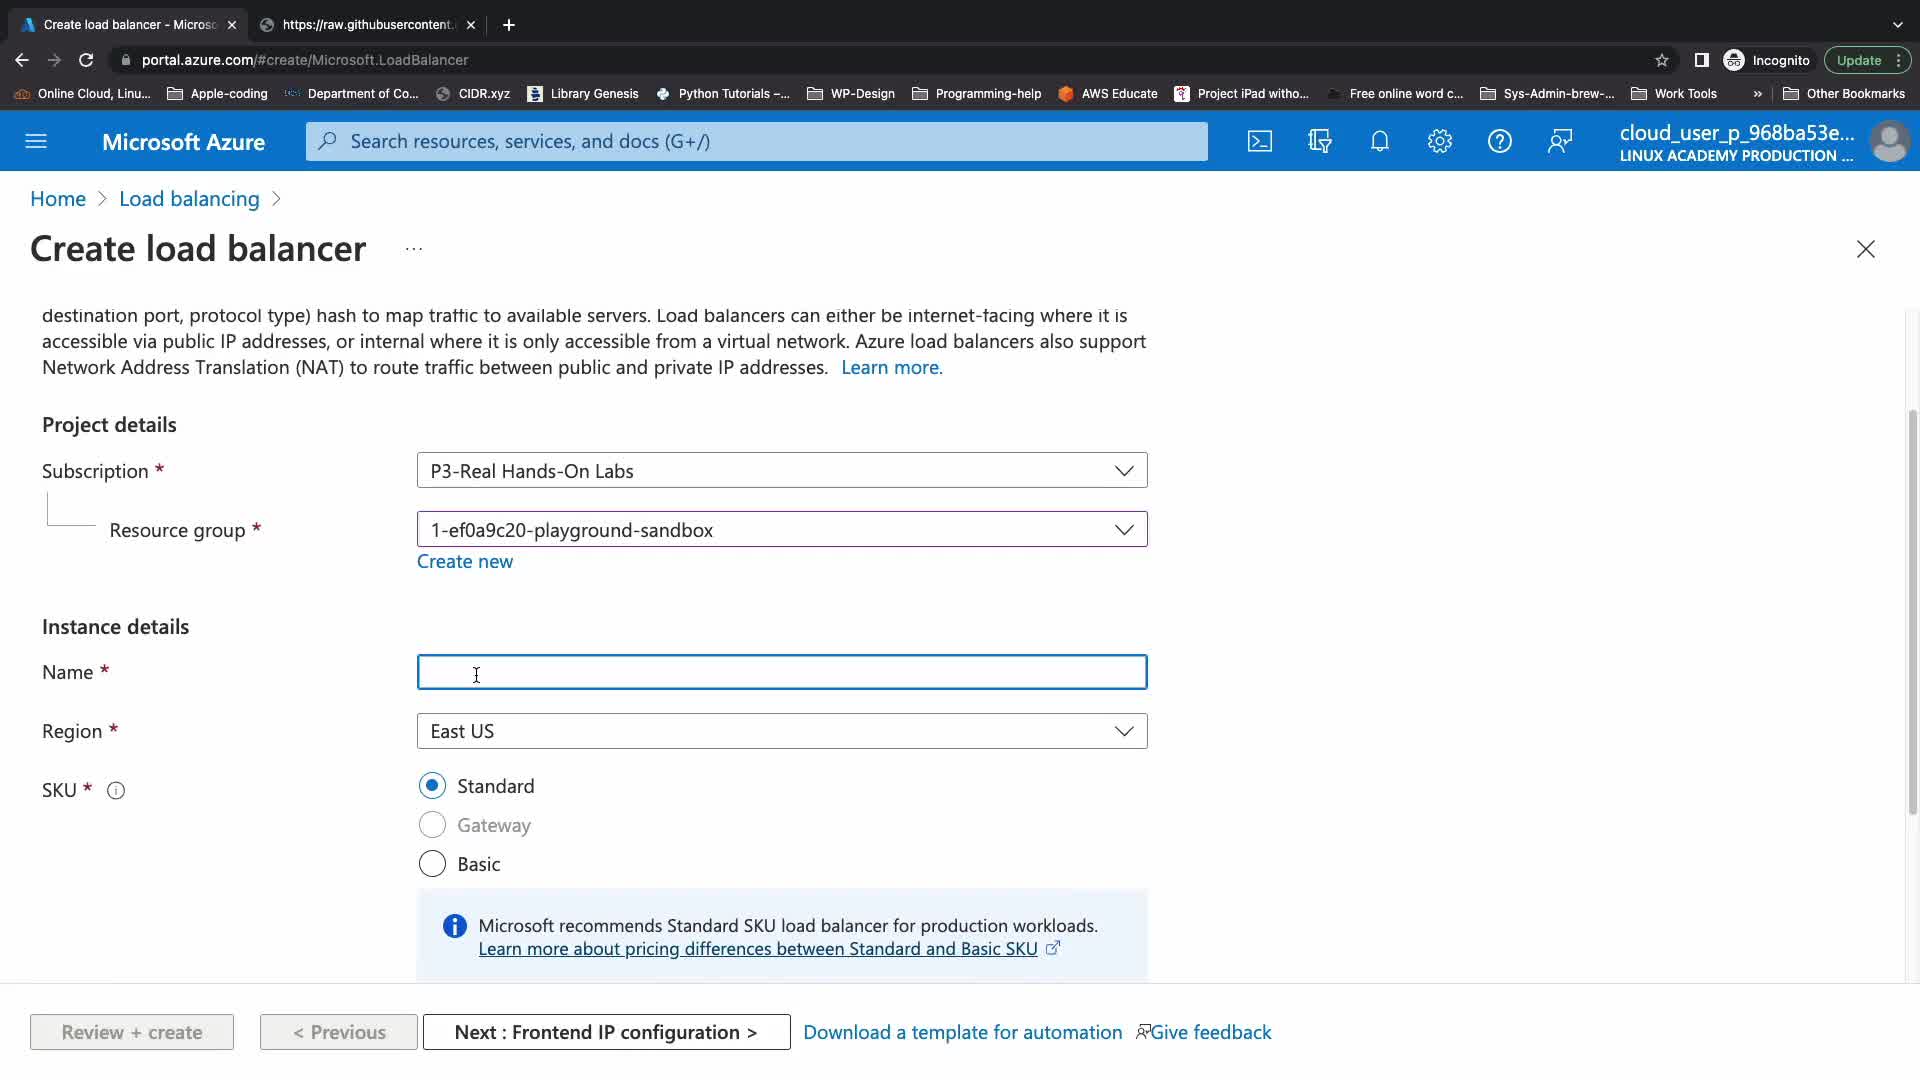 Create load balancer - Microso
https://raw.githubusercontent.
portal.azure.com/#create/Microsoft.LoadBalancer
Incognito
Update
Online Cloud, Linu...
Apple-coding
Department of Co...
CIDR.xyz
Library Genesis
Python Tutorials –...
WP-Design
Programming-help
AWS Educate
Project iPad witho...
Free online word c...
Sys-Admin-brew-...
Work Tools
»
Other Bookmarks
Microsoft Azure
Search resources, services, and docs (G+/)
cloud_user_p_968ba53e...
LINUX ACADEMY PRODUCTION ...
Home > Load balancing >
Create load balancer ...
destination port, protocol type) hash to map traffic to available servers. Load balancers can either be internet-facing where it is
accessible via public IP addresses, or internal where it is only accessible from a virtual network. Azure load balancers also support
Network Address Translation (NAT) to route traffic between public and private IP addresses. Learn more.
Project details
Subscription *
P3-Real Hands-On Labs
Resource group *
1-ef0a9c20-playground-sandbox
Create new
Instance details
Name *
Region *
East US
SKU *
Standard
Gateway
Basic
Microsoft recommends Standard SKU load balancer for production workloads.
Learn more about pricing differences between Standard and Basic SKU
Review + create
< Previous
Next : Frontend IP configuration >
Download a template for automation
Give feedback